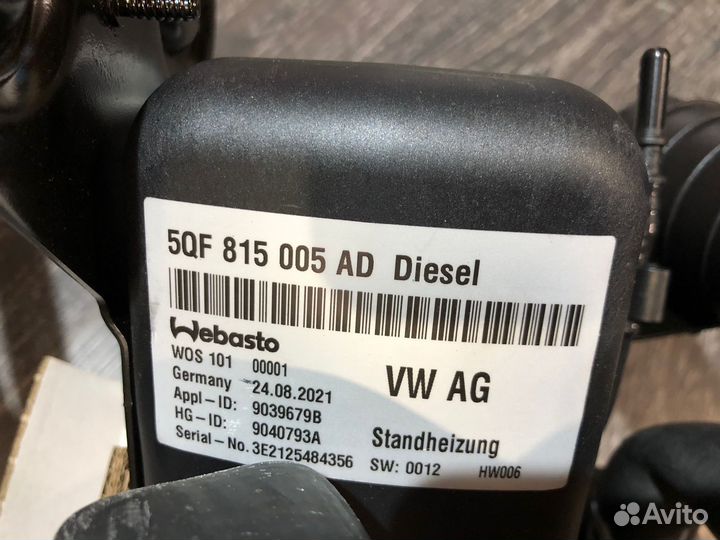 5QF 815 005 AD Diesel
Webasto
WOS 101 00001
Germany 24.08.2021
Appl-ID: 9039679B
HG-ID: 9040793A
Serial-No. 3E2125484356
VW AG
Standheizung
SW: 0012 HW006
Avito